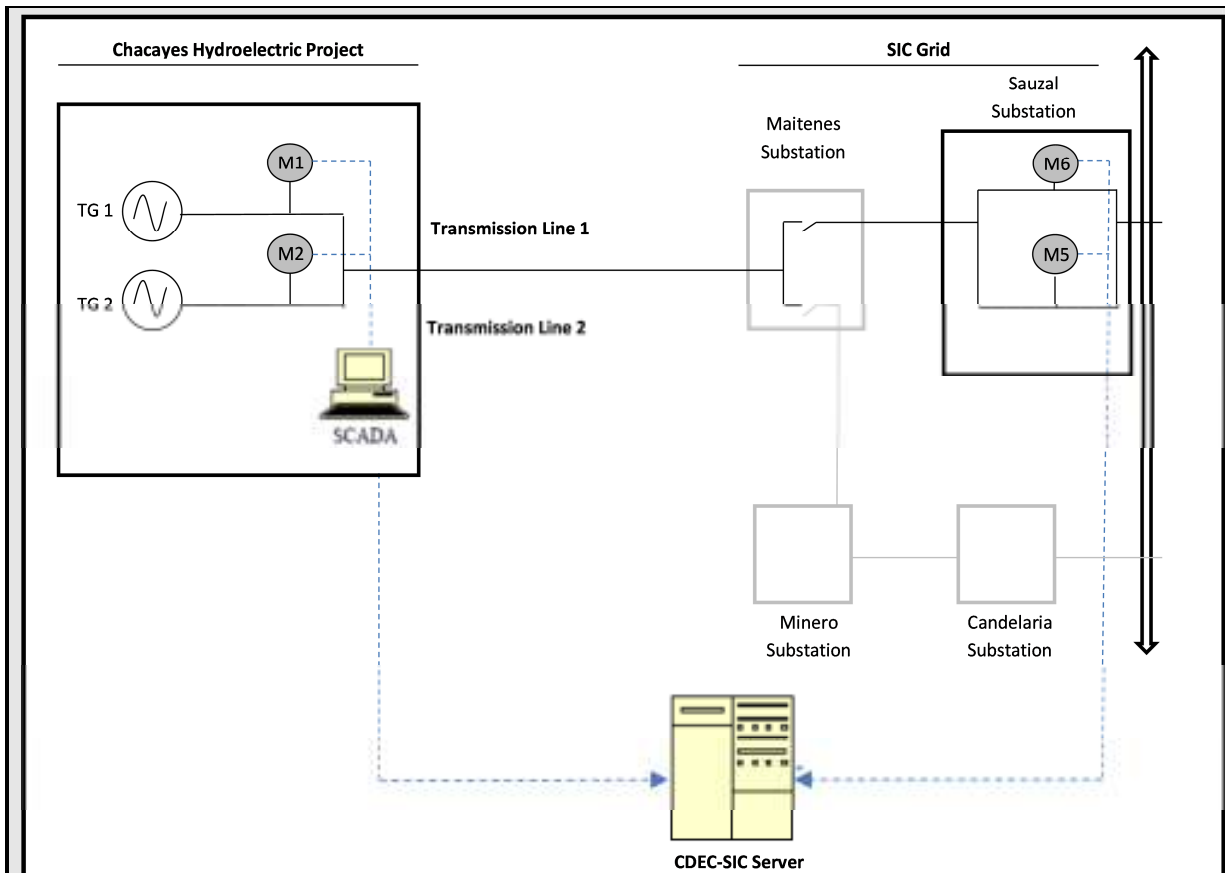 Chacayes Hydroelectric Project
SIC Grid
Sauzal
Substation
Maitenes
Substation
M1
M6
TG 1
Transmission Line 1
M2
M5
TG 2
Transmission Line 2
SCADA
Minero
Substation
Candelaria
Substation
CDEC-SIC Server